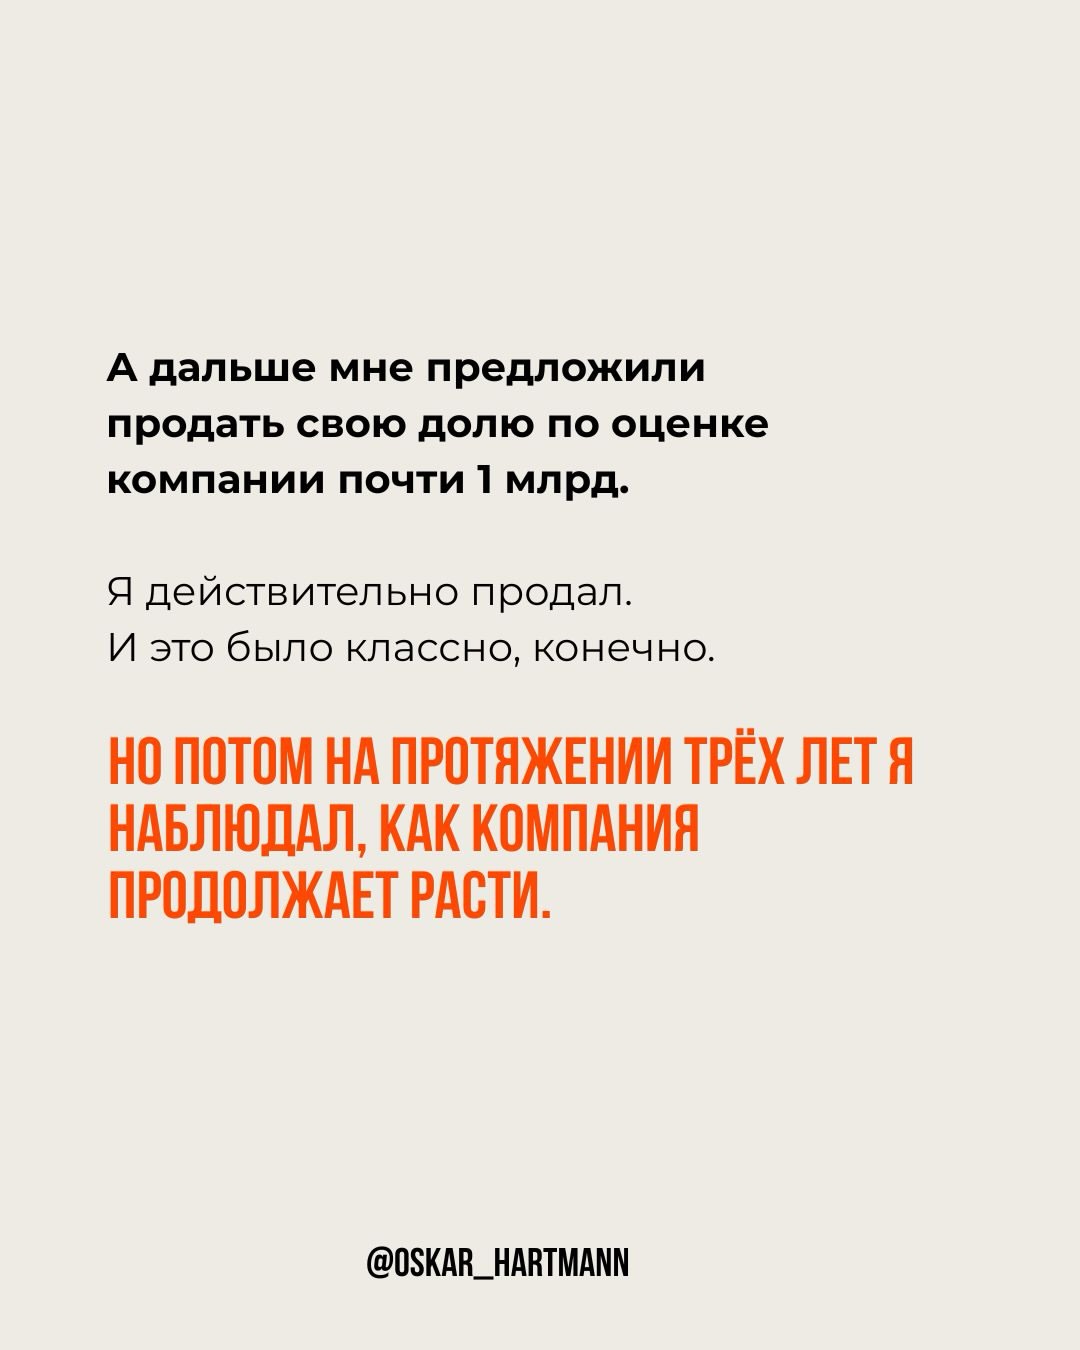 А дальше мне предложили
продать свою долю по оценке
компании почти 1 млрд.
Я действительно продал.
И это было классно, конечно.
НО ПОТОМ НА ПРОТЯЖЕНИИ ТРЁХ ЛЕТ Я
НАБЛЮДАЛ, КАК КОМПАНИЯ
ПРОДОЛЖАЕТ РАСТИ.
@OSKAR_HARTMANN